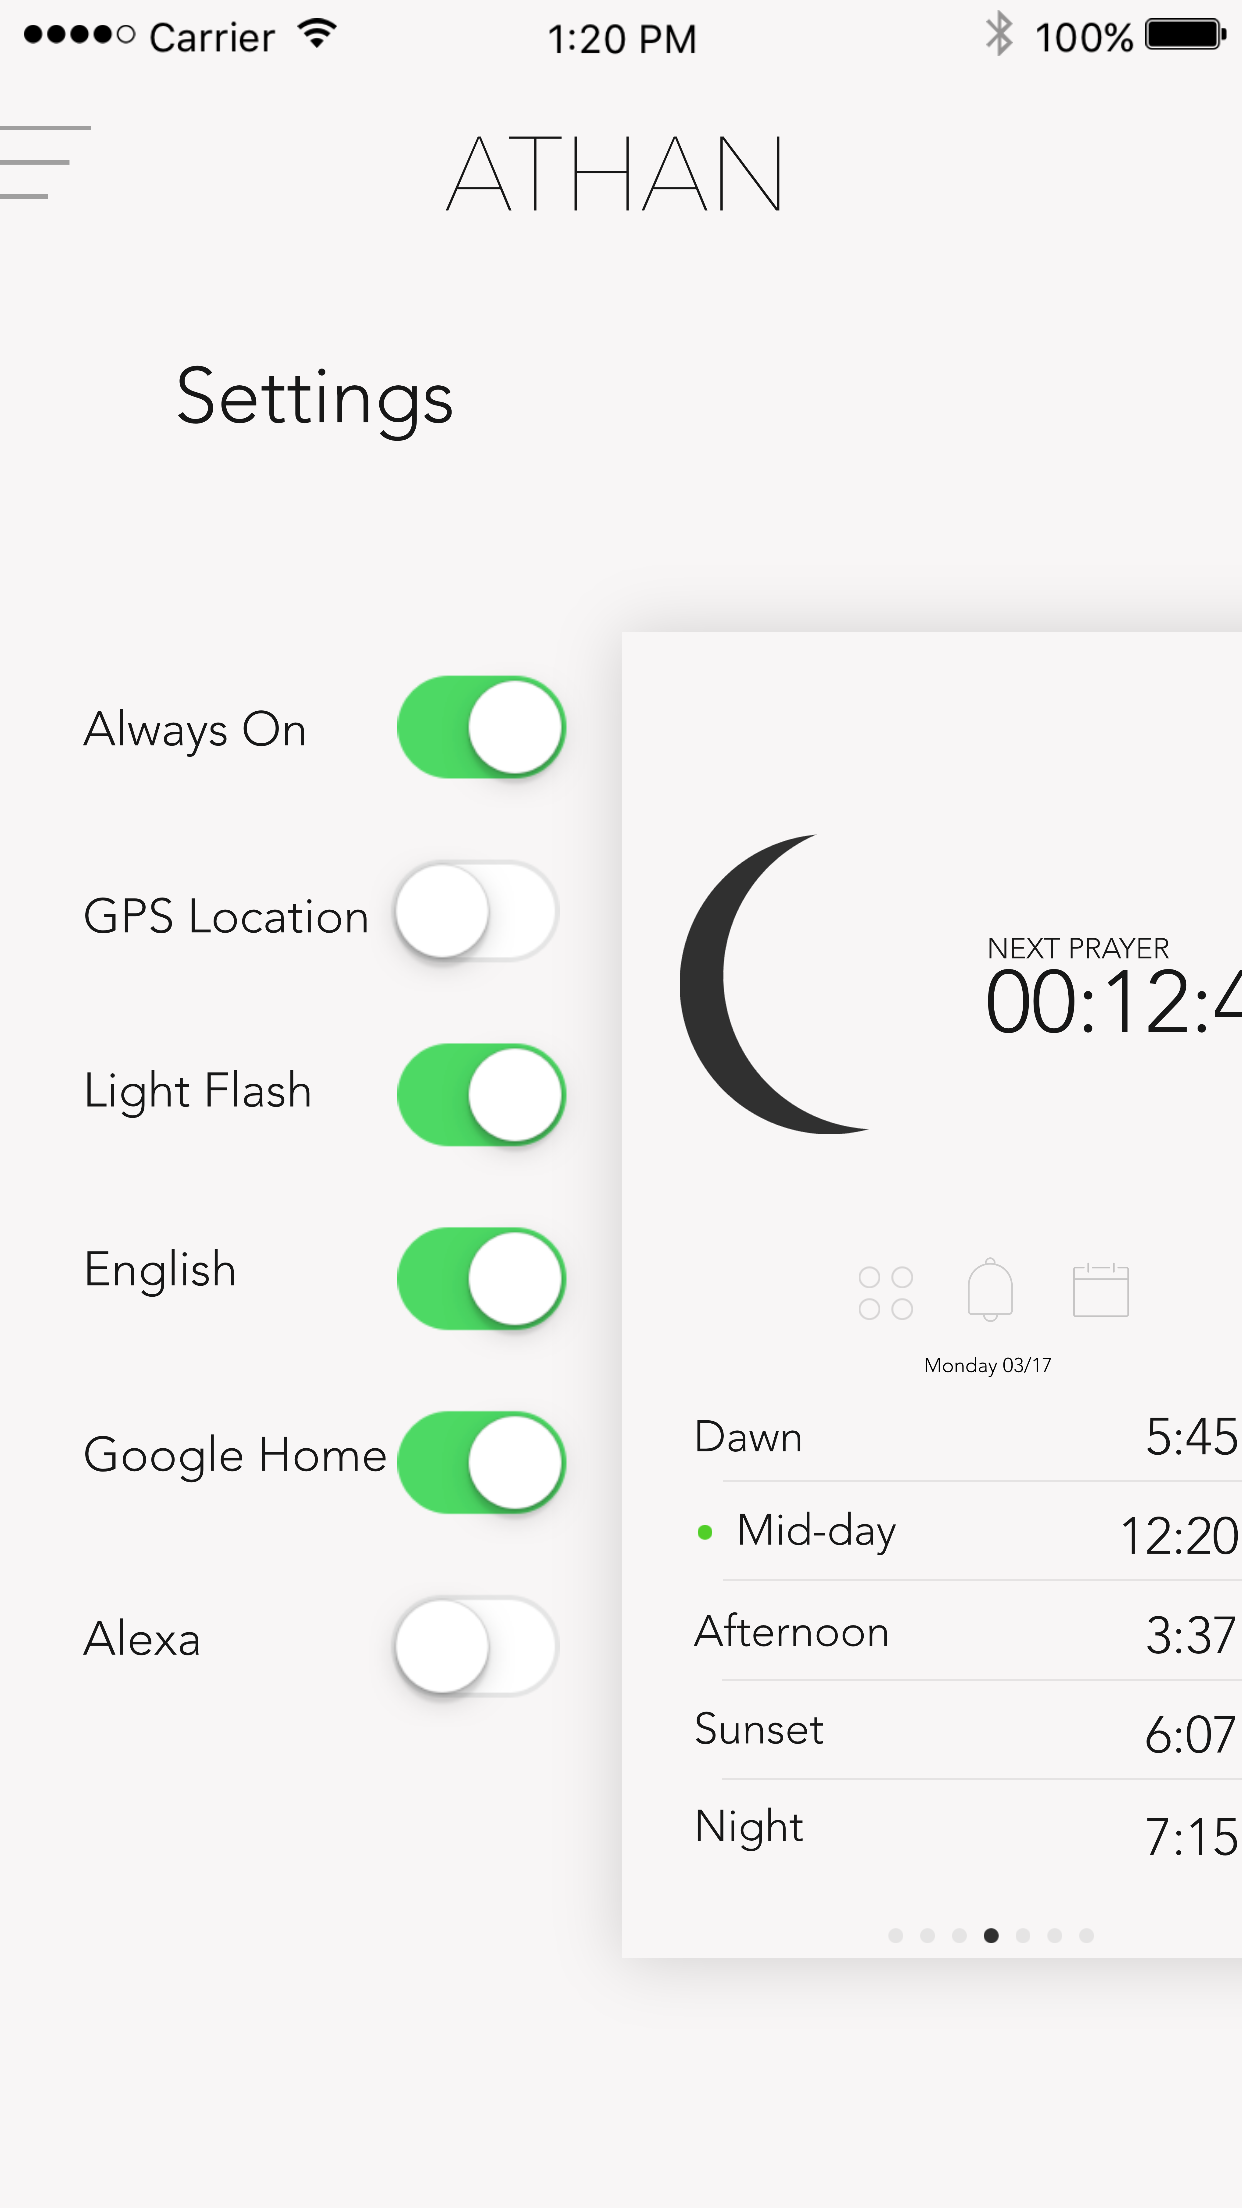 Carrier 1:20 PM 100%
ATHAN
Settings
Always On
GPS Location
Light Flash
English
Google Home
Alexa
NEXT PRAYER
00:12:4
Monday 03/17
Dawn 5:45
Mid-day 12:20
Afternoon 3:37
Sunset 6:07
Night 7:15